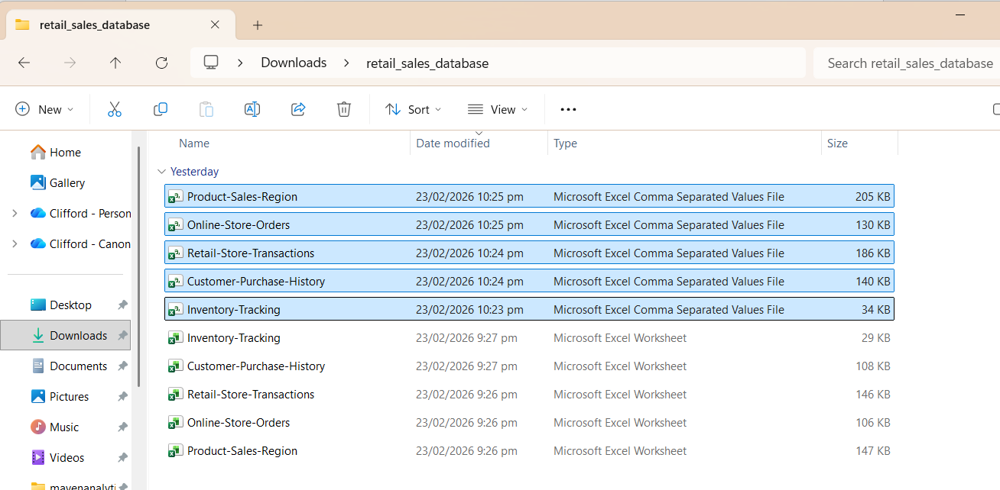 retail_sales_database
Downloads retail_sales_database Search retail_sales_database
New Sort View
Name Date modified Type Size
Home
Gallery
Clifford - Person
Clifford - Canon
Desktop
Downloads
Documents
Pictures
Music
Videos
mavenanalyti
Yesterday
Product-Sales-Region 23/02/2026 10:25 pm Microsoft Excel Comma Separated Values File 205 KB
Online-Store-Orders 23/02/2026 10:25 pm Microsoft Excel Comma Separated Values File 130 KB
Retail-Store-Transactions 23/02/2026 10:24 pm Microsoft Excel Comma Separated Values File 186 KB
Customer-Purchase-History 23/02/2026 10:24 pm Microsoft Excel Comma Separated Values File 140 KB
Inventory-Tracking 23/02/2026 10:23 pm Microsoft Excel Comma Separated Values File 34 KB
Inventory-Tracking 23/02/2026 9:27 pm Microsoft Excel Worksheet 29 KB
Customer-Purchase-History 23/02/2026 9:27 pm Microsoft Excel Worksheet 108 KB
Retail-Store-Transactions 23/02/2026 9:26 pm Microsoft Excel Worksheet 146 KB
Online-Store-Orders 23/02/2026 9:26 pm Microsoft Excel Worksheet 106 KB
Product-Sales-Region 23/02/2026 9:26 pm Microsoft Excel Worksheet 147 KB